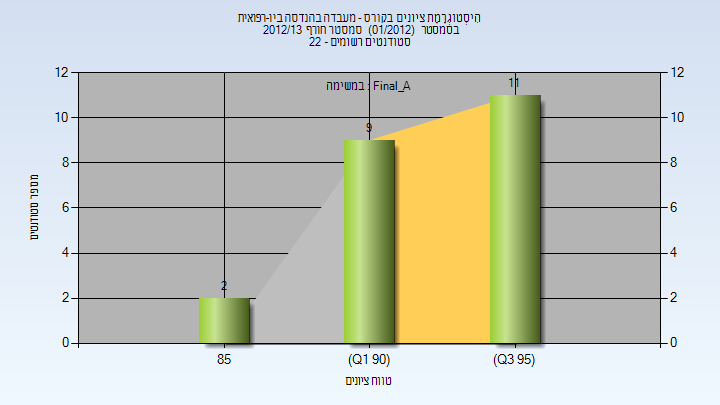 הִיסְטוֹגְרָמַת ציונים בקורס - מעבדה בהנדסה ביו-רפואית
בסמסטר (01/2012) סמסטר חורף 2012/13
סטודנטים רשומים - 22
במשימה : Final_A
12 12
10 10
8 8
6 6
4 4
2 2
0 0
2
9
11
מספר סטודנטים
85 (Q1 90) (Q3 95)
טווח ציונים